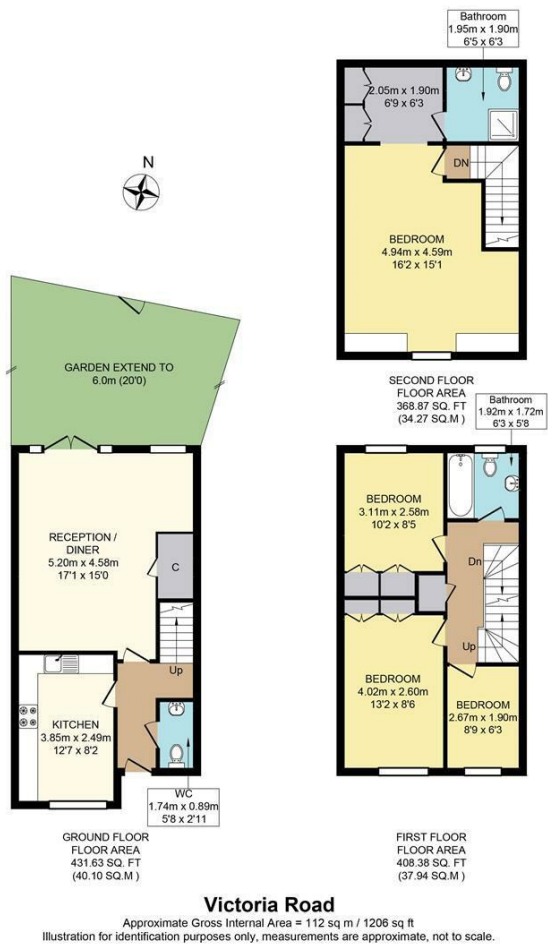 Bathroom
1.95m x 1.90m
6'5 x 6'3
2.05m x 1.90m
6'9 x 6'3
DN
BEDROOM
4.94m x 4.59m
16'2 x 15'1
SECOND FLOOR
FLOOR AREA
368.87 SQ. FT
(34.27 SQ.M )
N
GARDEN EXTEND TO
6.0m (20'0)
RECEPTION /
DINER
5.20m x 4.58m
17'1 x 15'0
C
Up
KITCHEN
3.85m x 2.49m
12'7 x 8'2
WC
1.74m x 0.89m
5'8 x 2'11
GROUND FLOOR
FLOOR AREA
431.63 SQ. FT
(40.10 SQ.M )
Bathroom
1.92m x 1.72m
6'3 x 5'8
BEDROOM
3.11m x 2.58m
10'2 x 8'5
Dn
Up
BEDROOM
4.02m x 2.60m
13'2 x 8'6
BEDROOM
2.67m x 1.90m
8'9 x 6'3
FIRST FLOOR
FLOOR AREA
408.38 SQ. FT
(37.94 SQ.M )
Victoria Road
Approximate Gross Internal Area = 112 sq m / 1206 sq ft
Illustration for identification purposes only, measurements are approximate, not to scale.